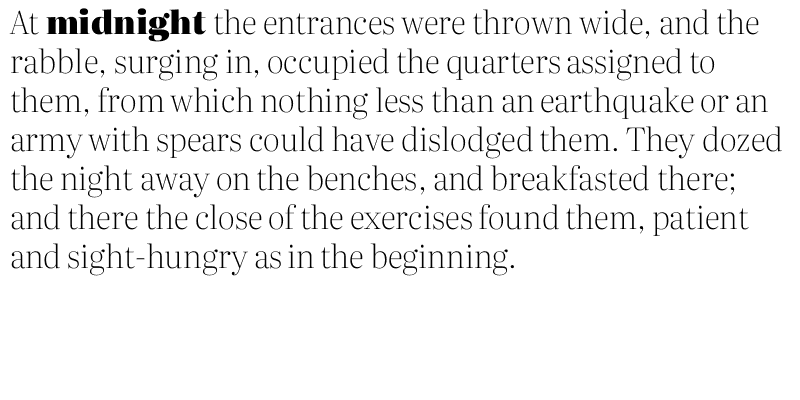 At midnight the entrances were thrown wide, and the
rabble, surging in, occupied the quarters assigned to
them, from which nothing less than an earthquake or an
army with spears could have dislodged them. They dozed
the night away on the benches, and breakfasted there;
and there the close of the exercises found them, patient
and sight-hungry as in the beginning.